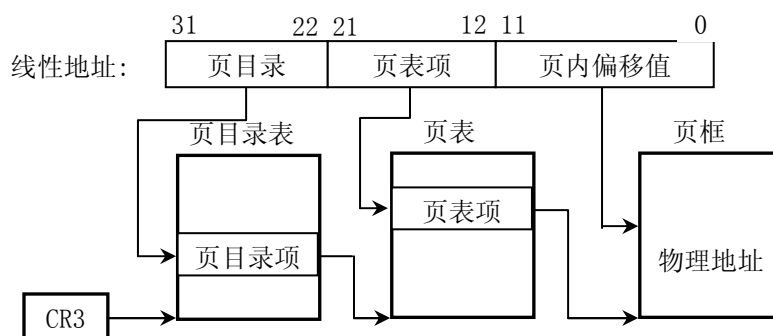 31 22 21 12 11 0
线性地址: 页目录 页表项 页内偏移值
页目录表 页表 页框
页表项
页目录项 物理地址
CR3